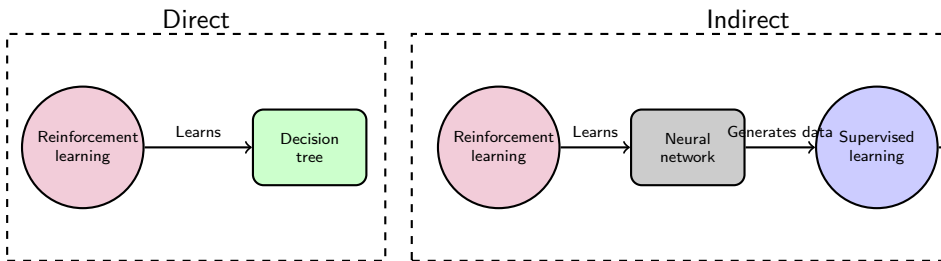 Direct
Indirect
Reinforcement
learning
Learns
Decision
tree
Reinforcement
learning
Learns
Neural
network
Generates data
Supervised
learning